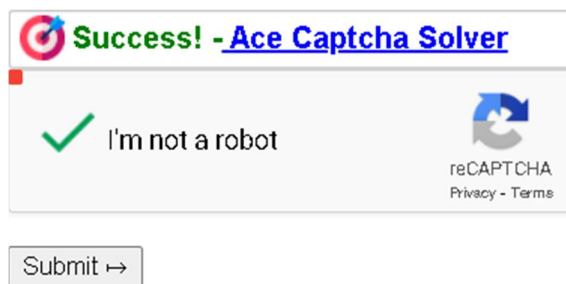 Success! - Ace Captcha Solver
I'm not a robot
reCAPTCHA
Privacy - Terms
Submit ↦